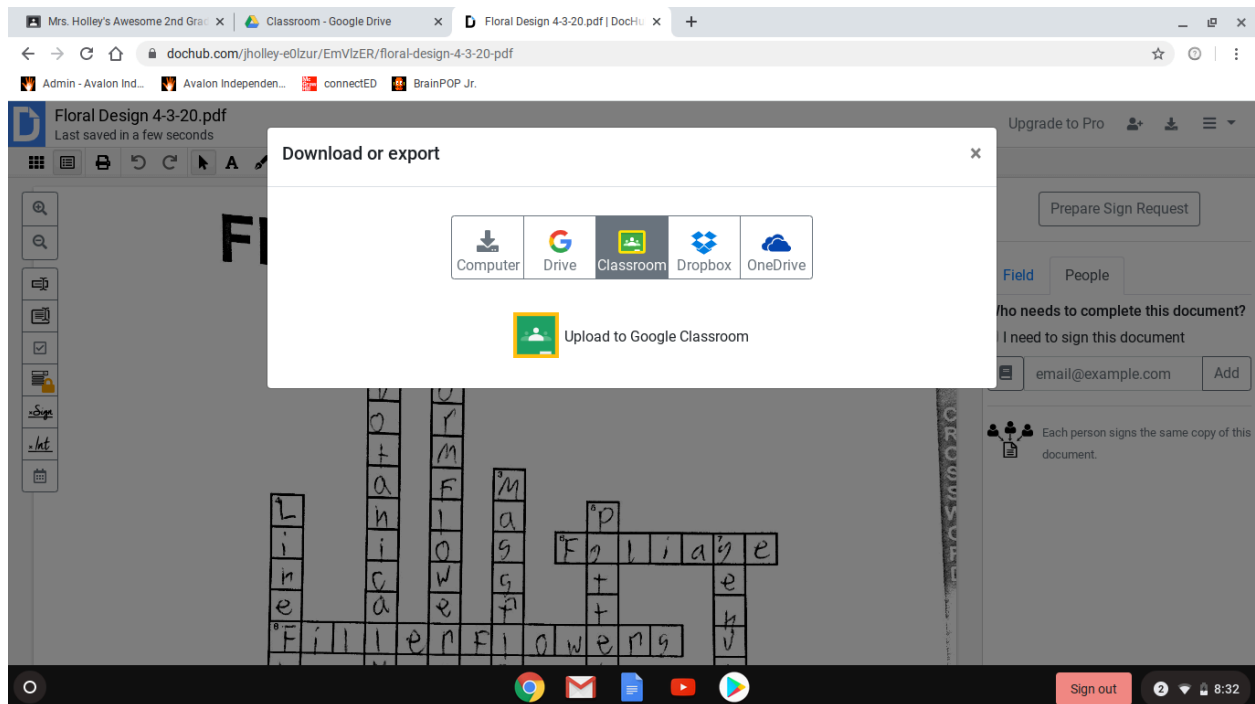 Mrs. Holley's Awesome 2nd Grad
Classroom - Google Drive
Floral Design 4-3-20.pdf | DocHu
dochub.com/jholley-e0lzur/EmVlzER/floral-design-4-3-20-pdf
Admin - Avalon Ind...
Avalon Independen...
connectED
BrainPOP Jr.
Floral Design 4-3-20.pdf
Last saved in a few seconds
Upgrade to Pro
Download or export
Prepare Sign Request
Computer
Drive
Classroom
Dropbox
OneDrive
Upload to Google Classroom
Field
People
ho needs to complete this document?
I need to sign this document
email@example.com
Add
Each person signs the same copy of this
document.
Sign
Int
Line
Foliage
Fillerflowers
CROSSWORD
Sign out
2
8:32